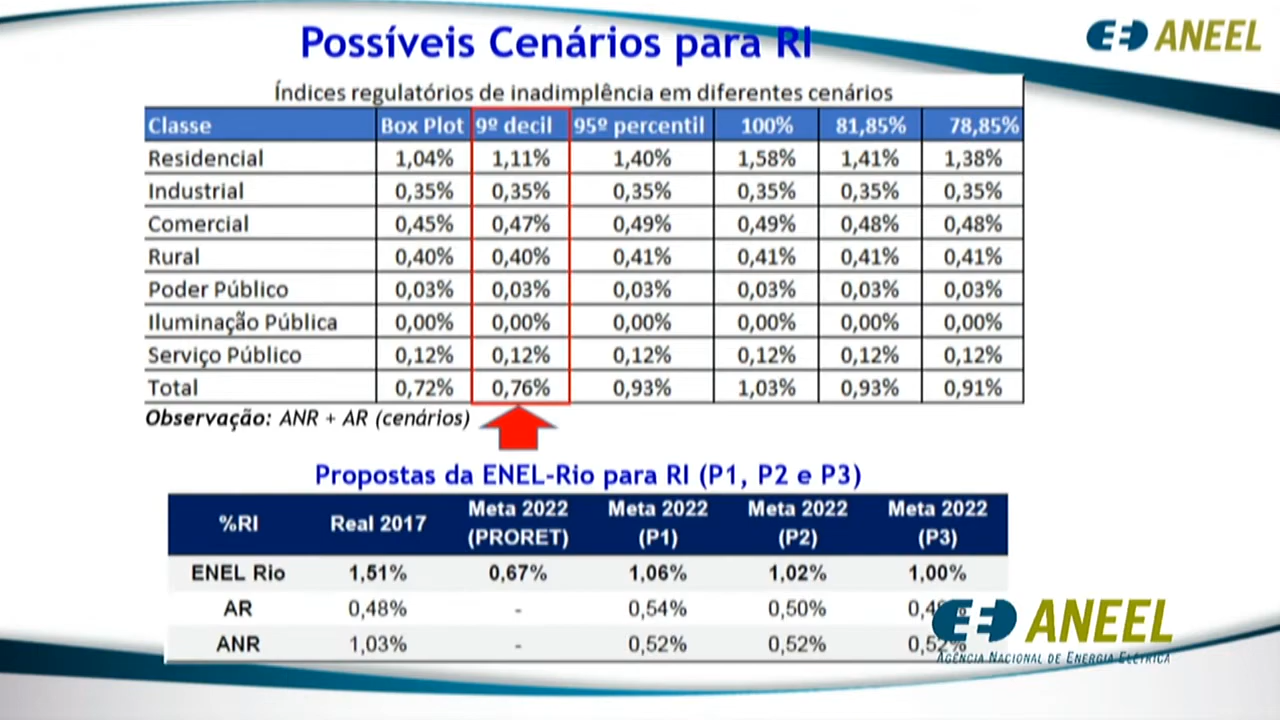 Possíveis Cenários para RI
ANEEL
Índices regulatórios de inadimplência em diferentes cenários
Classe Box Plot 9º decil 95º percentil 100% 81,85% 78,85%
Residencial 1,04% 1,11% 1,40% 1,58% 1,41% 1,38%
Industrial 0,35% 0,35% 0,35% 0,35% 0,35% 0,35%
Comercial 0,45% 0,47% 0,49% 0,49% 0,48% 0,48%
Rural 0,40% 0,40% 0,41% 0,41% 0,41% 0,41%
Poder Público 0,03% 0,03% 0,03% 0,03% 0,03% 0,03%
Iluminação Pública 0,00% 0,00% 0,00% 0,00% 0,00% 0,00%
Serviço Público 0,12% 0,12% 0,12% 0,12% 0,12% 0,12%
Total 0,72% 0,76% 0,93% 1,03% 0,93% 0,91%
Observação: ANR + AR (cenários)
Propostas da ENEL-Rio para RI (P1, P2 e P3)
%RI Real 2017 Meta 2022 (PRORET) Meta 2022 (P1) Meta 2022 (P2) Meta 2022 (P3)
ENEL Rio 1,51% 0,67% 1,06% 1,02% 1,00%
AR 0,48% - 0,54% 0,50%
ANR 1,03% - 0,52% 0,52% 0,52%
ANEEL
AGÊNCIA NACIONAL DE ENERGIA ELÉTRICA